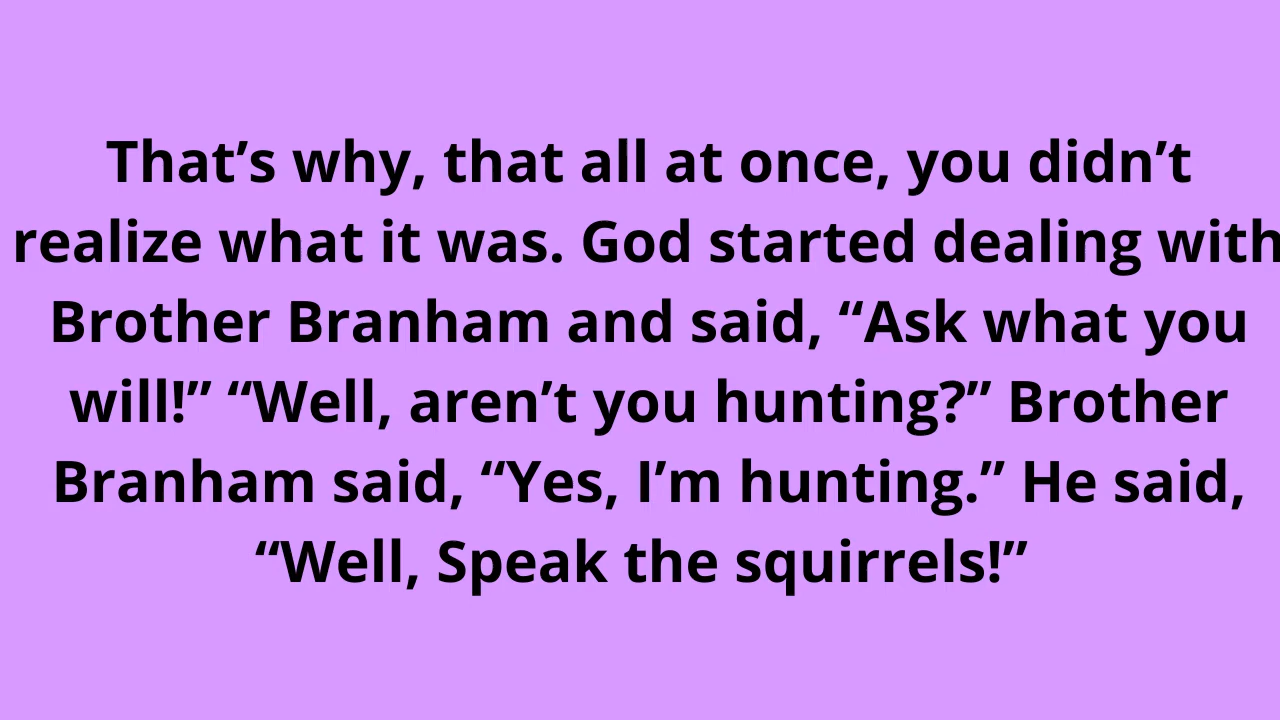 That’s why, that all at once, you didn’t
realize what it was. God started dealing with
Brother Branham and said, “Ask what you
will!” “Well, aren’t you hunting?” Brother
Branham said, “Yes, I’m hunting.” He said,
“Well, Speak the squirrels!”